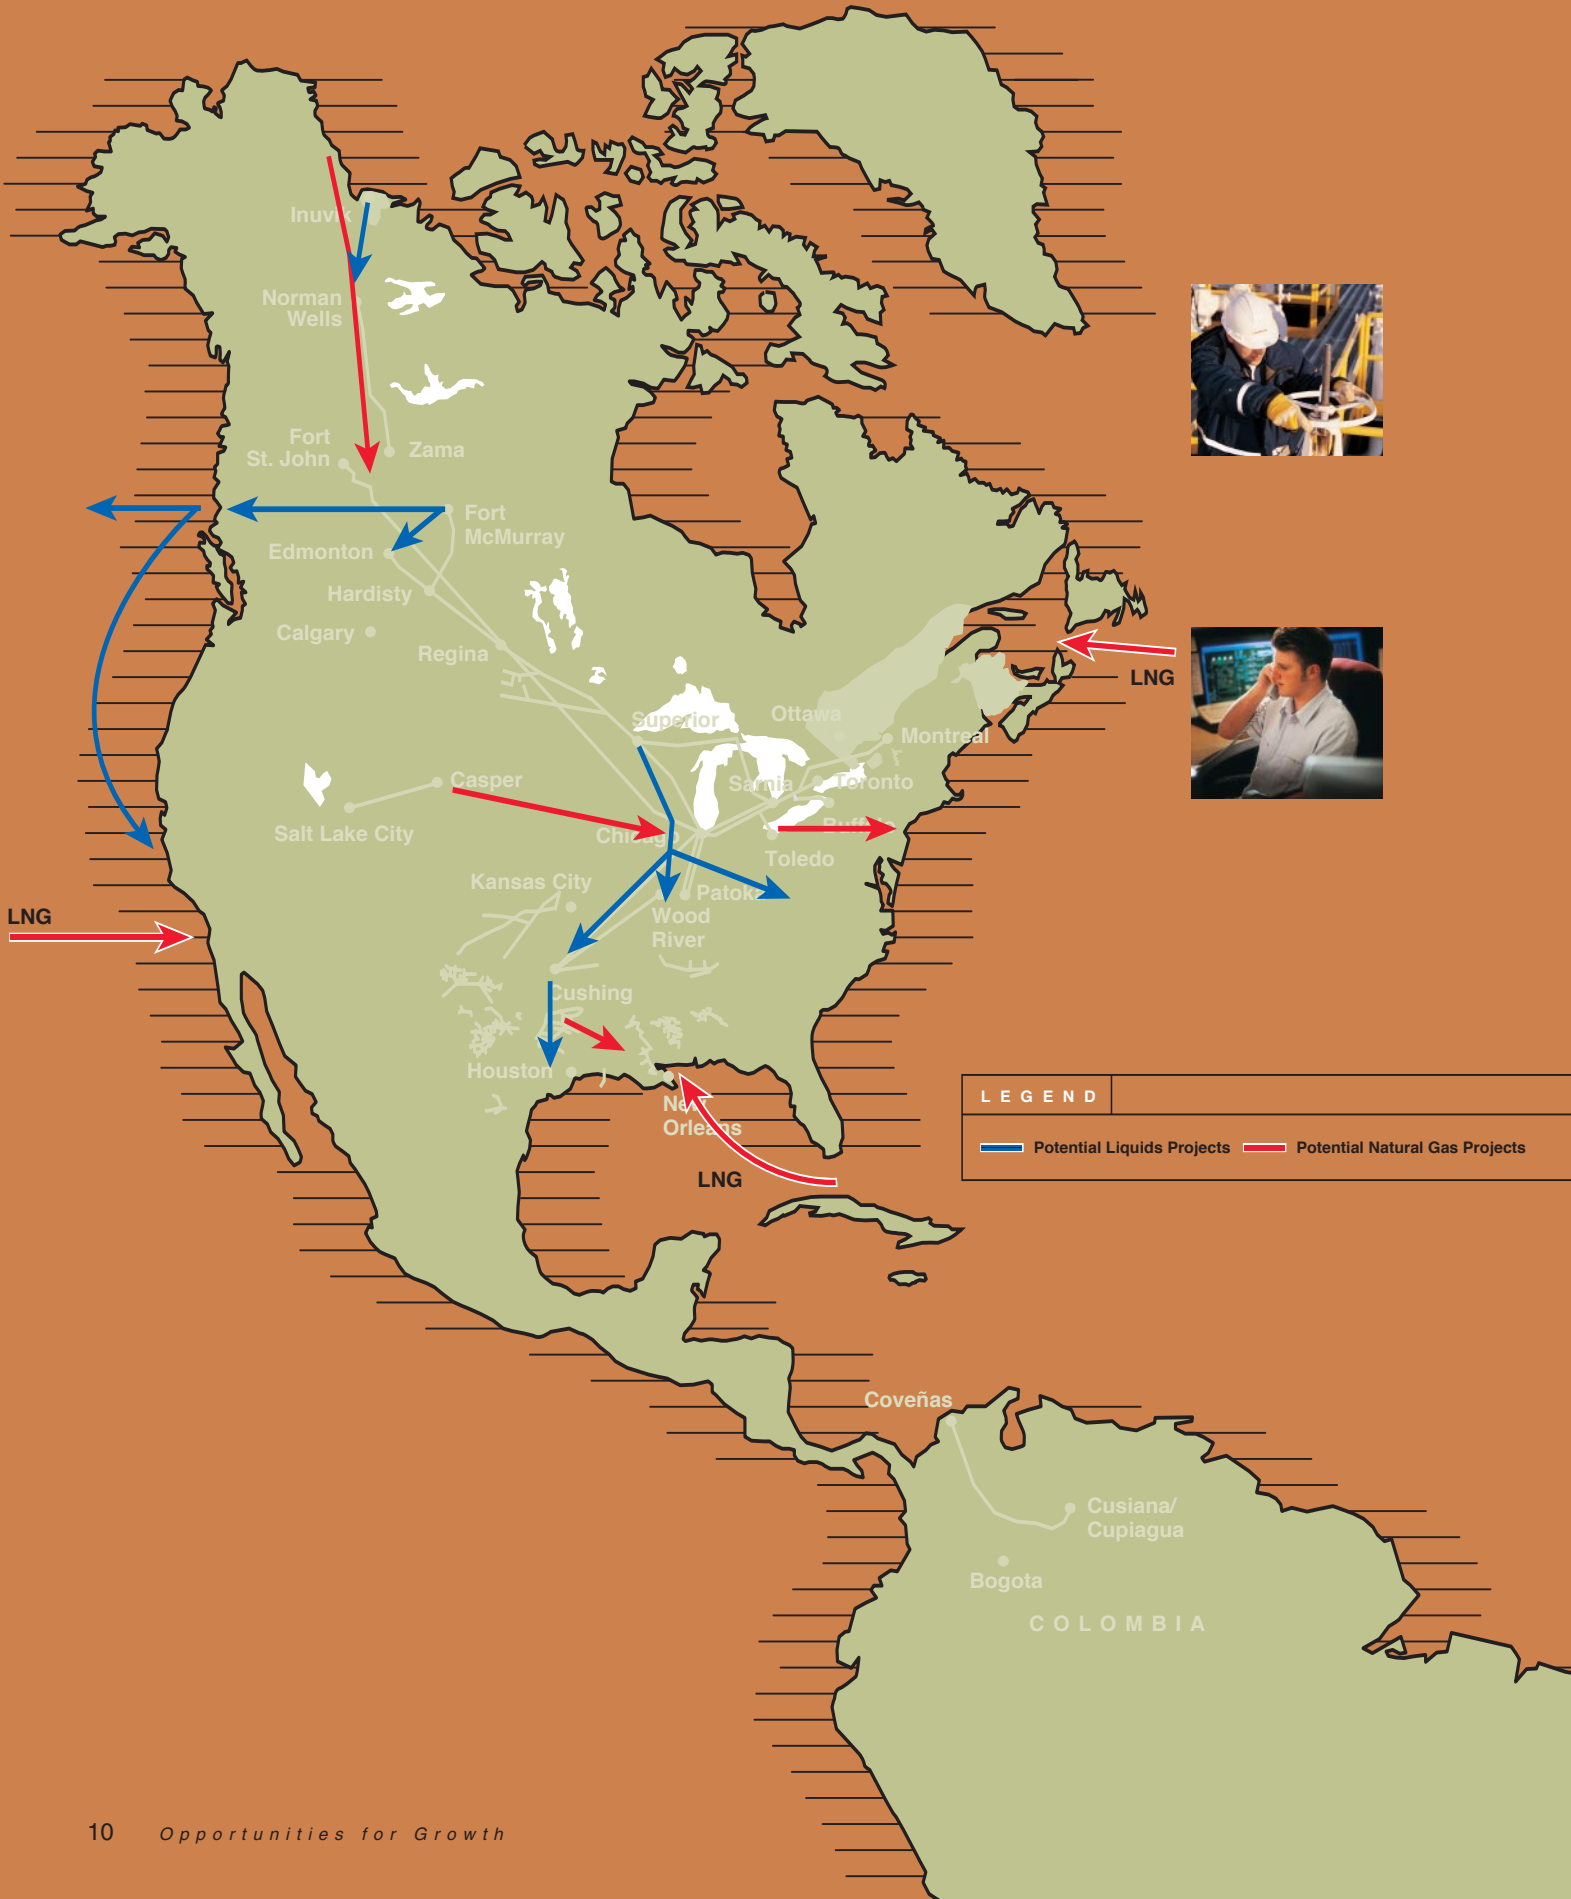 Inuvik
Norman
Wells
Fort
St. John
Zama
Fort
McMurray
Edmonton
Hardisty
Calgary
Regina
LNG
Superior
Ottawa
Montreal
Casper
Sarnia
Toronto
Salt Lake City
Chicago
Buffalo
Toledo
Kansas City
Patoka
LNG
Wood
River
Cushing
Houston
New
Orleans
LNG
LEGEND
Potential Liquids Projects
Potential Natural Gas Projects
Coveñas
Cusiana/
Cupiagua
Bogota
COLOMBIA
10 Opportunities for Growth